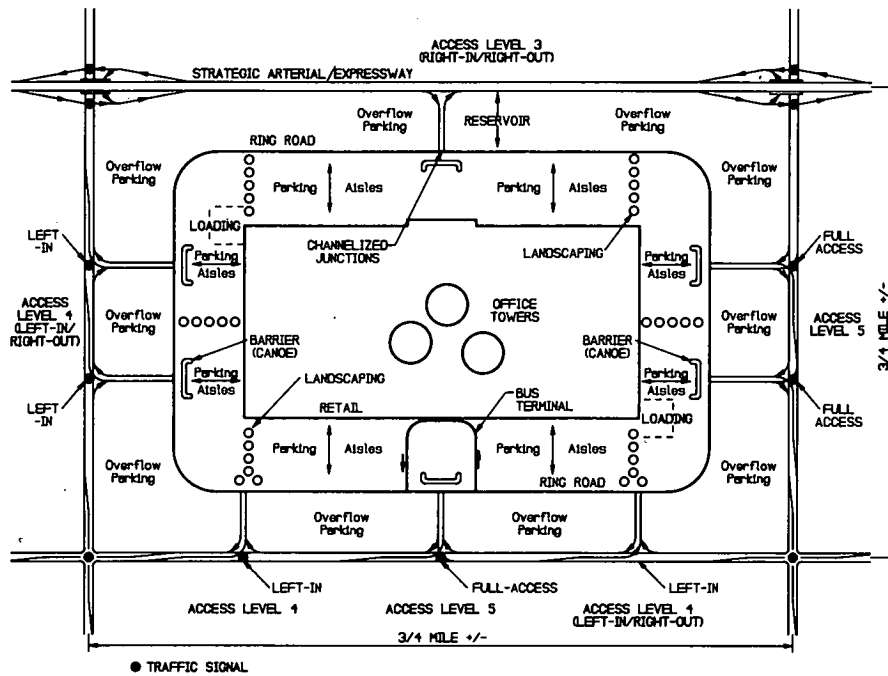 ACCESS LEVEL 3
(RIGHT-IN/RIGHT-OUT)
STRATEGIC ARTERIAL/EXPRESSWAY
Overflow
Parking
RESERVOIR
Overflow
Parking
RING ROAD
Overflow
Parking
Overflow
Parking
Parking
Aisles
Parking
Aisles
LOADING
LEFT
-IN
CHANNELIZED
JUNCTIONS
LANDSCAPING
FULL
ACCESS
Parking
Aisles
Parking
Aisles
ACCESS
LEVEL 4
(LEFT-IN/
RIGHT-OUT)
Overflow
Parking
OFFICE
TOWERS
Overflow
Parking
ACCESS
LEVEL 5
3/4 MILE +/-
BARRIER
(CANOE)
BARRIER
(CANOE)
Parking
Aisles
Parking
Aisles
LANDSCAPING
BUS
TERMINAL
LEFT
-IN
RETAIL
LOADING
FULL
ACCESS
Parking
Aisles
Parking
Aisles
Overflow
Parking
RING ROAD
Overflow
Parking
Overflow
Parking
Overflow
Parking
LEFT-IN
FULL-ACCESS
LEFT-IN
ACCESS LEVEL 4
ACCESS LEVEL 5
ACCESS LEVEL 4
(LEFT-IN/RIGHT-OUT)
3/4 MILE +/-
TRAFFIC SIGNAL